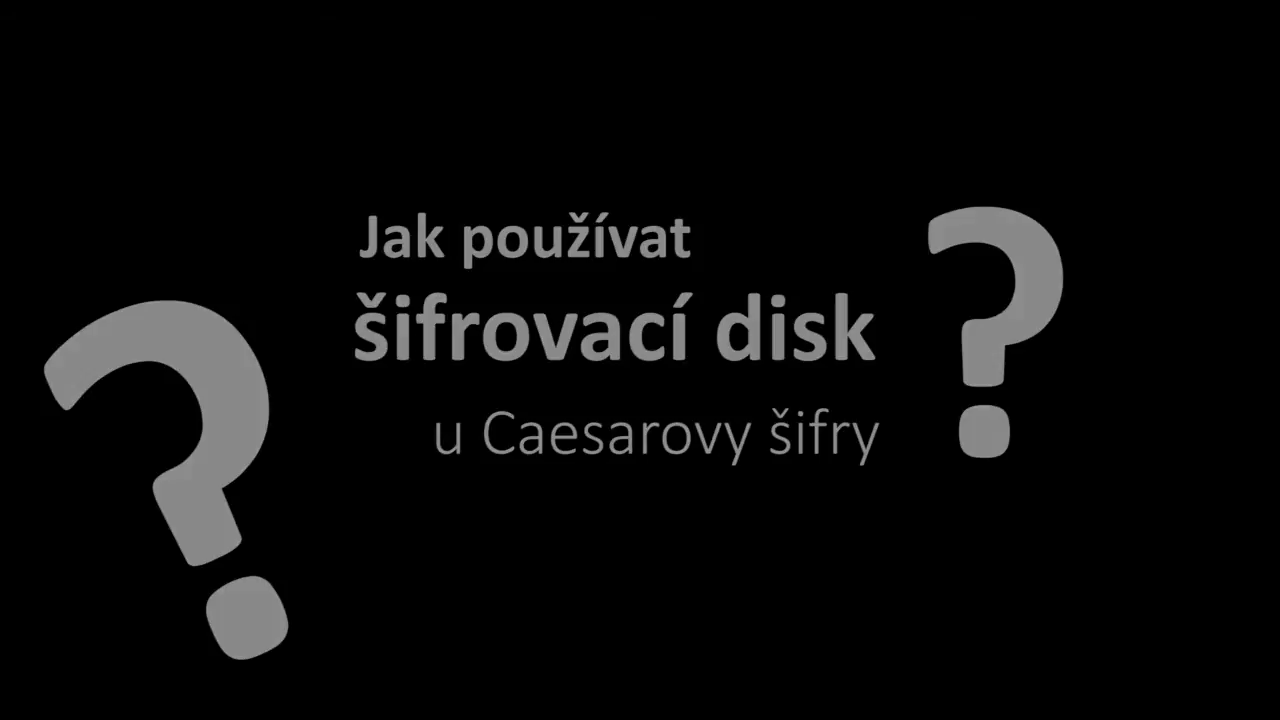 Jak používat
šifrovací disk
u Caesarovy šifry
?
?